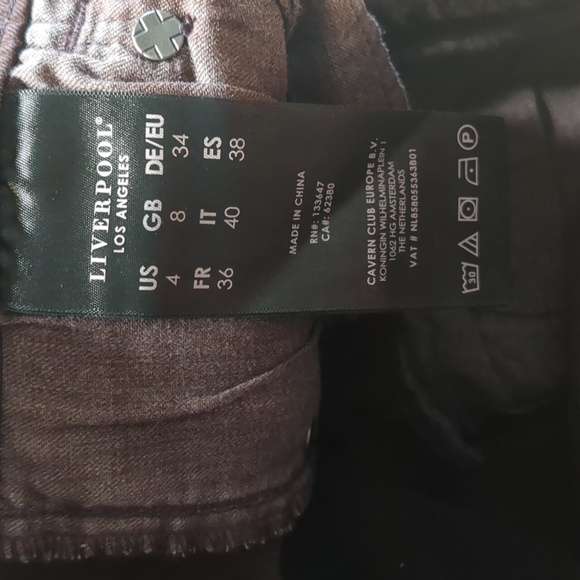 LIVERPOOL®
LOS ANGELES
US GB DE/EU
4 8 34
FR IT ES
36 40 38
MADE IN CHINA
RN#: 133647
CA#: 62380
CAVERN CLUB EUROPE B.V.
KONINGIN WILHELMINAPLEIN 1
1062 HG AMSTERDAM
THE NETHERLANDS
VAT # NL858055363B01
30
P